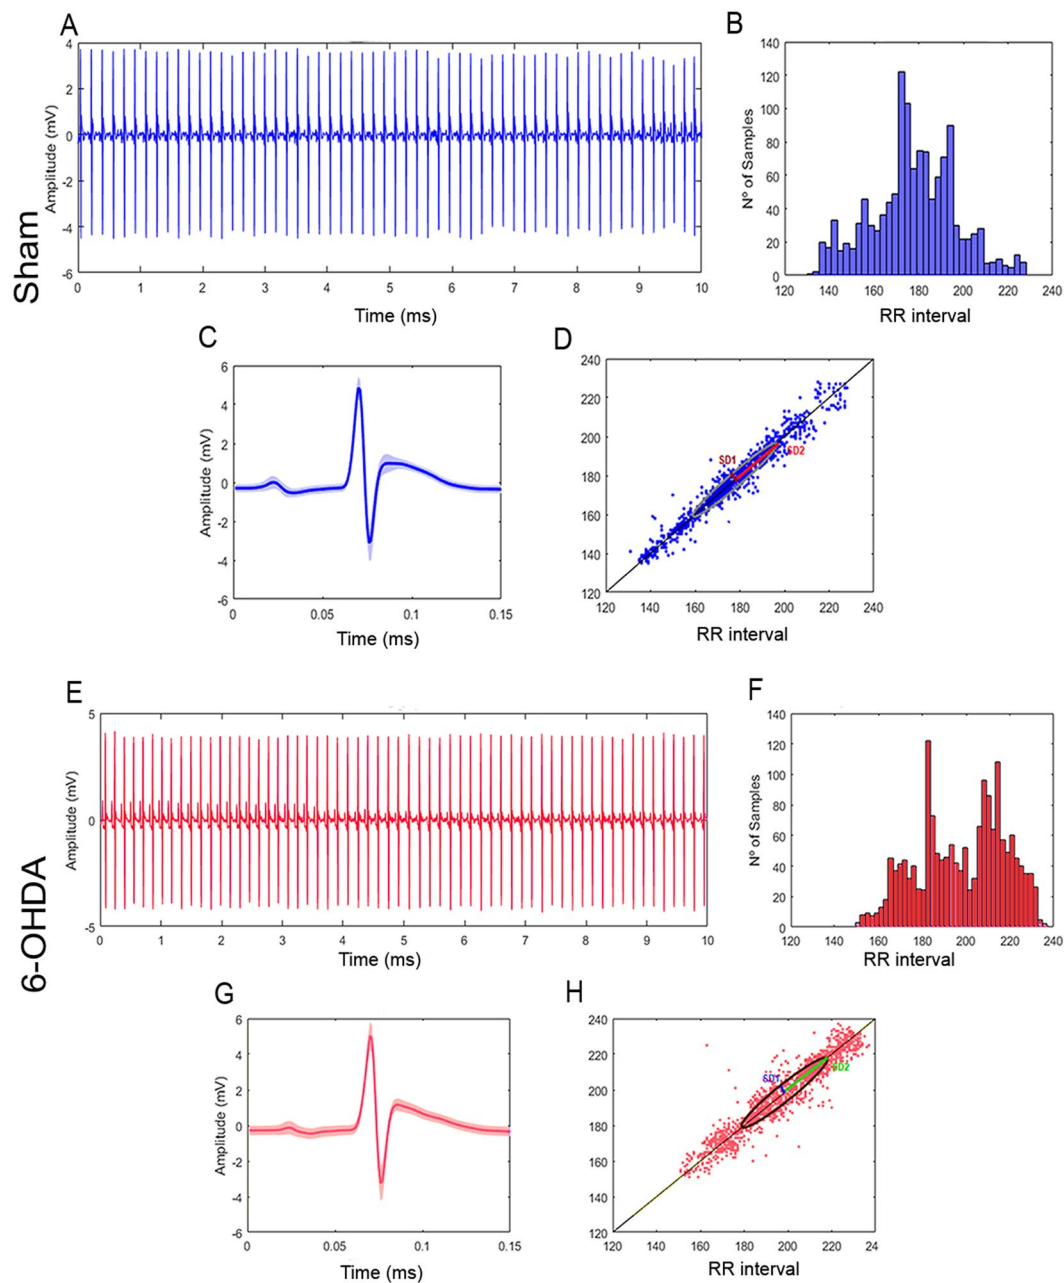 A
B
Sham
Amplitude (mV)
4
2
0
-2
-4
-6
0 1 2 3 4 5 6 7 8 9 10
Time (ms)
Nº of Samples
140
120
100
80
60
40
20
0
120 140 160 180 200 220 240
RR interval
C
D
Amplitude (mV)
6
4
2
0
-2
-4
-6
0 0.05 0.1 0.15
Time (ms)
240
220
200
180
160
140
120
SD1
SD2
120 140 160 180 200 220 240
RR interval
E
F
6-OHDA
Amplitude (mV)
5
0
-5
0 1 2 3 4 5 6 7 8 9 10
Time (ms)
Nº of Samples
140
120
100
80
60
40
20
0
120 140 160 180 200 220 240
RR interval
G
H
Amplitude (mV)
6
4
2
0
-2
-4
-6
0 0.05 0.1 0.15
Time (ms)
240
220
200
180
160
140
120
SD1
SD2
120 140 160 180 200 220 24
RR interval